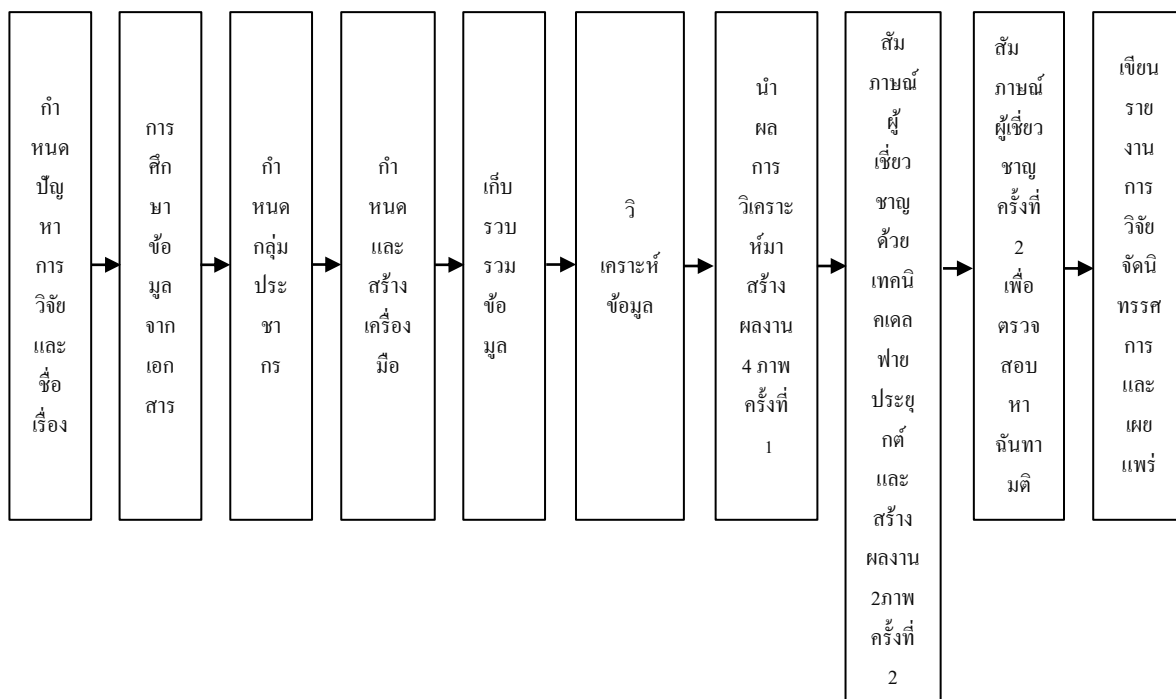 กำ
หนด
ปัญ
หา
การ
วิจัย
และ
ชื่อ
เรื่อง
การ
ศึก
ษา
ข้อ
มูล
จาก
เอก
สาร
กำ
หนด
กลุ่ม
ประ
ชา
กร
กำ
หนด
และ
สร้าง
เครื่อง
มือ
เก็บ
รวบ
รวม
ข้อ
มูล
วิ
เคราะห์
ข้อมูล
นำ
ผล
การ
วิเคราะ
ห์มา
สร้าง
ผลงาน
4 ภาพ
ครั้งที่
1
สัม
ภาษณ์
ผู้
เชี่ยว
ชาญ
ด้วย
เทคนิ
คเดล
ฟาย
ประยุ
กต์
และ
สร้าง
ผลงาน
2ภาพ
ครั้งที่
2
สัม
ภาษณ์
ผู้เชี่ยว
ชาญ
ครั้งที่
2
เพื่อ
ตรวจ
สอบ
หา
ฉันทา
มติ
เขียน
ราย
งาน
การ
วิจัย
จัดนิ
ทรรศ
การ
และ
เผย
แพร่